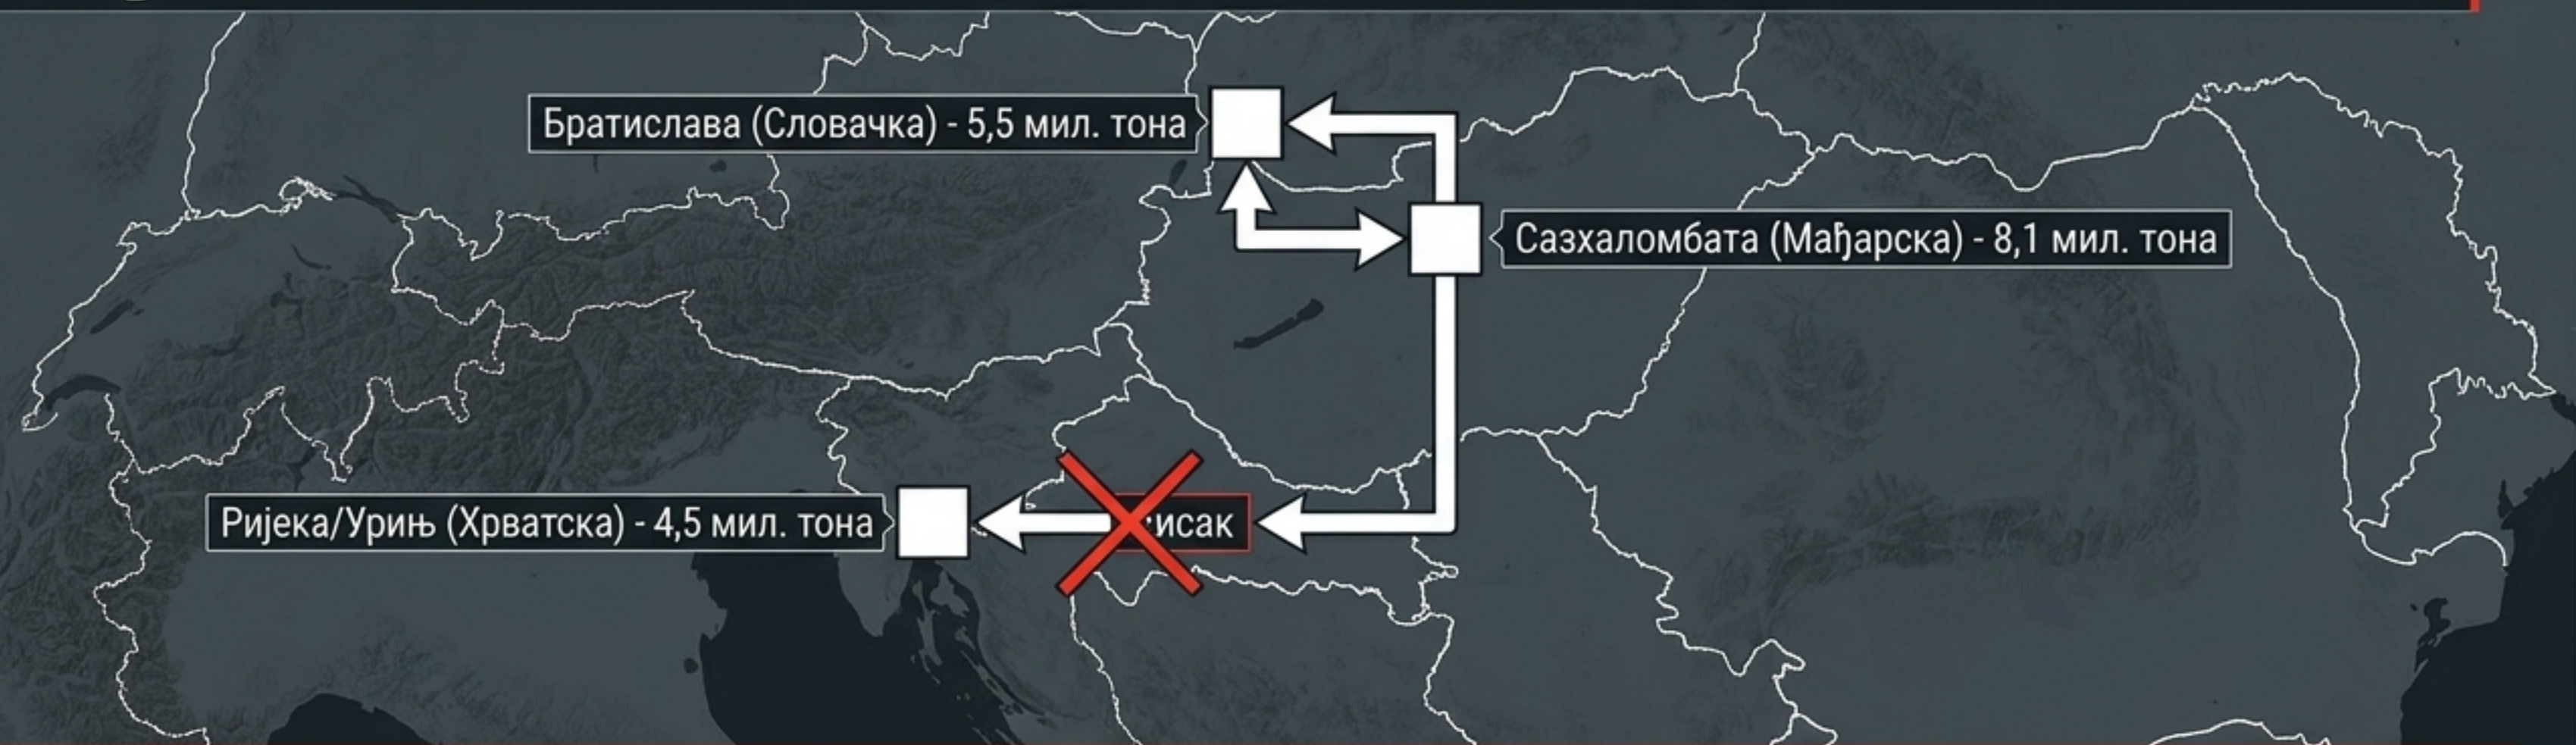 Братислава (Словачка) - 5,5 мил. тона
Сазхаломбата (Мађарска) - 8,1 мил. тона
Ријека/Урињ (Хрватска) - 4,5 мил. тона